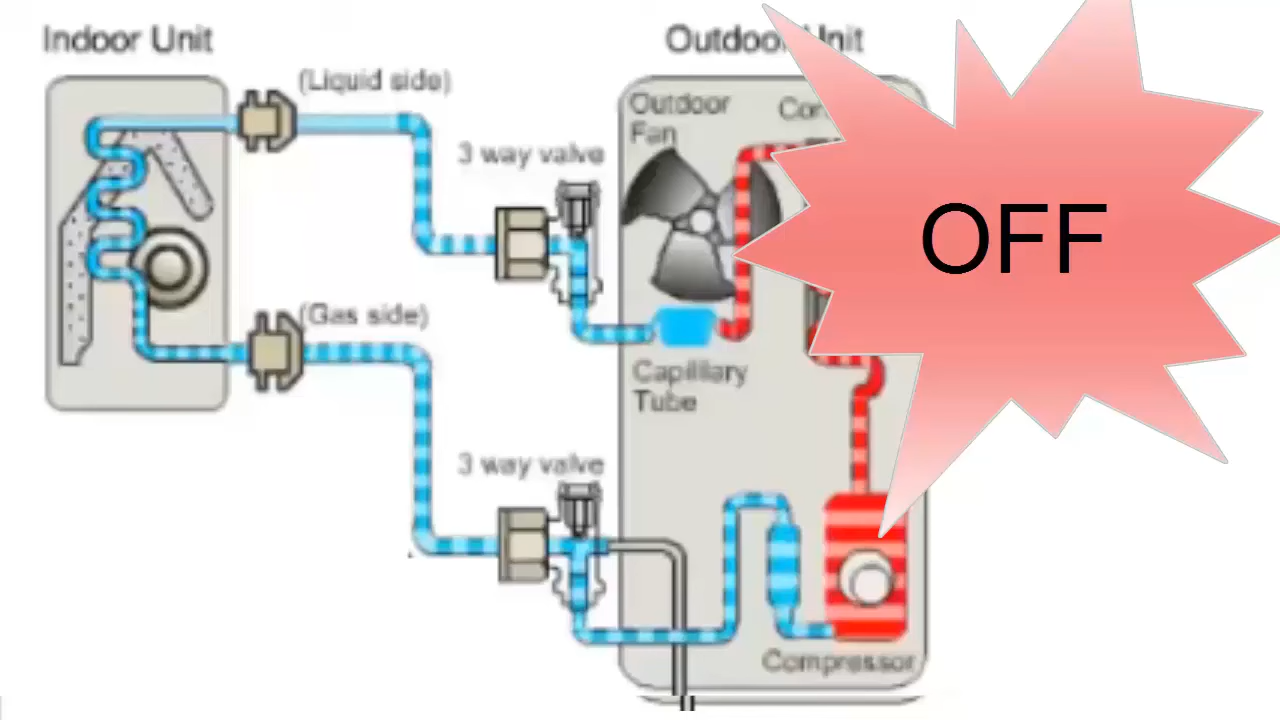 Indoor Unit
(Liquid side)
3 way valve
(Gas side)
3 way valve
Outdoor Unit
Outdoor
Fan
Capillary
Tube
Compressor
OFF